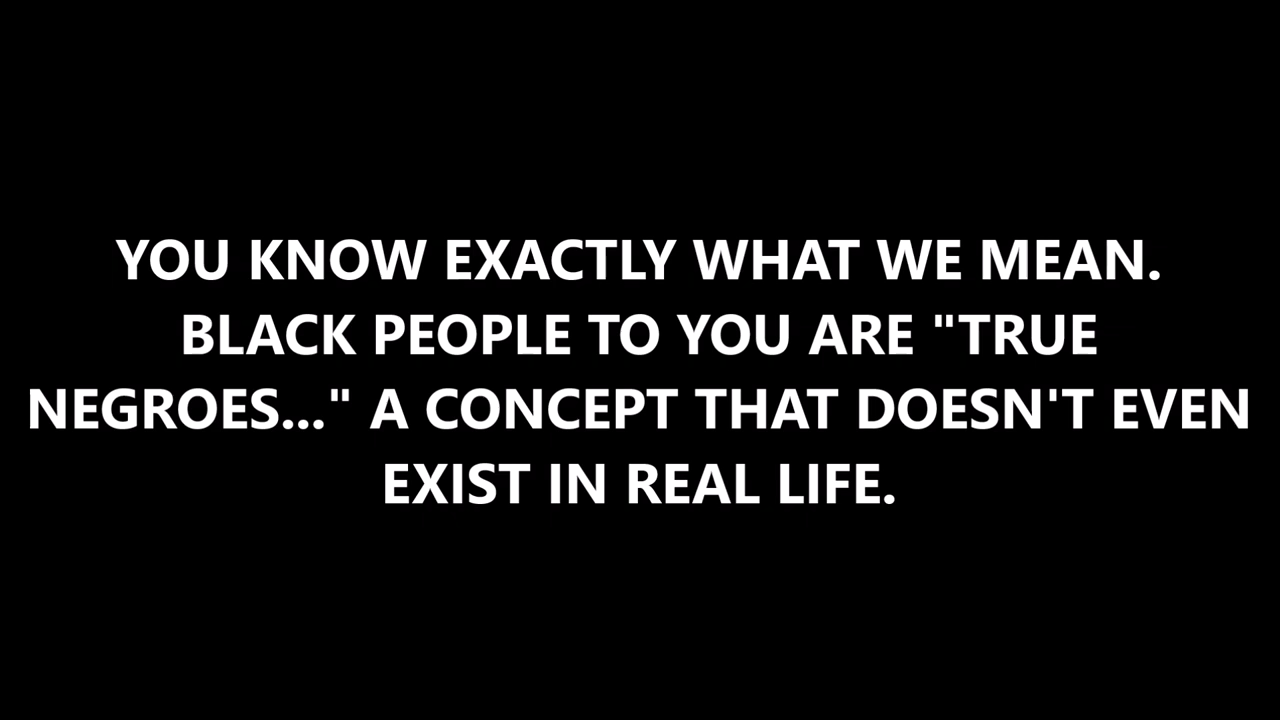 YOU KNOW EXACTLY WHAT WE MEAN.
BLACK PEOPLE TO YOU ARE "TRUE
NEGROES..." A CONCEPT THAT DOESN'T EVEN
EXIST IN REAL LIFE.